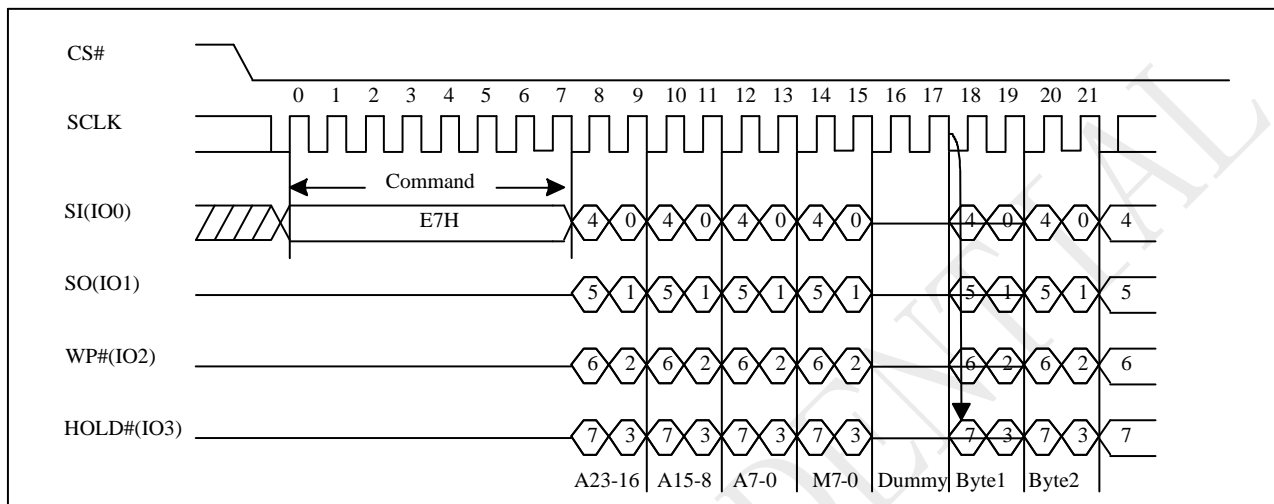 CS#
0 1 2 3 4 5 6 7 8 9 10 11 12 13 14 15 16 17 18 19 20 21
SCLK
Command
SI(IO0) E7H 4 0 4 0 4 0 4 0 4 0 4 0 4
SO(IO1) 5 1 5 1 5 1 5 1 5 1 5 1 5
WP#(IO2) 6 2 6 2 6 2 6 2 6 2 6 2 6
HOLD#(IO3) 7 3 7 3 7 3 7 3 7 3 7 3 7
A23-16 A15-8 A7-0 M7-0 Dummy Byte1 Byte2
DENTIAL